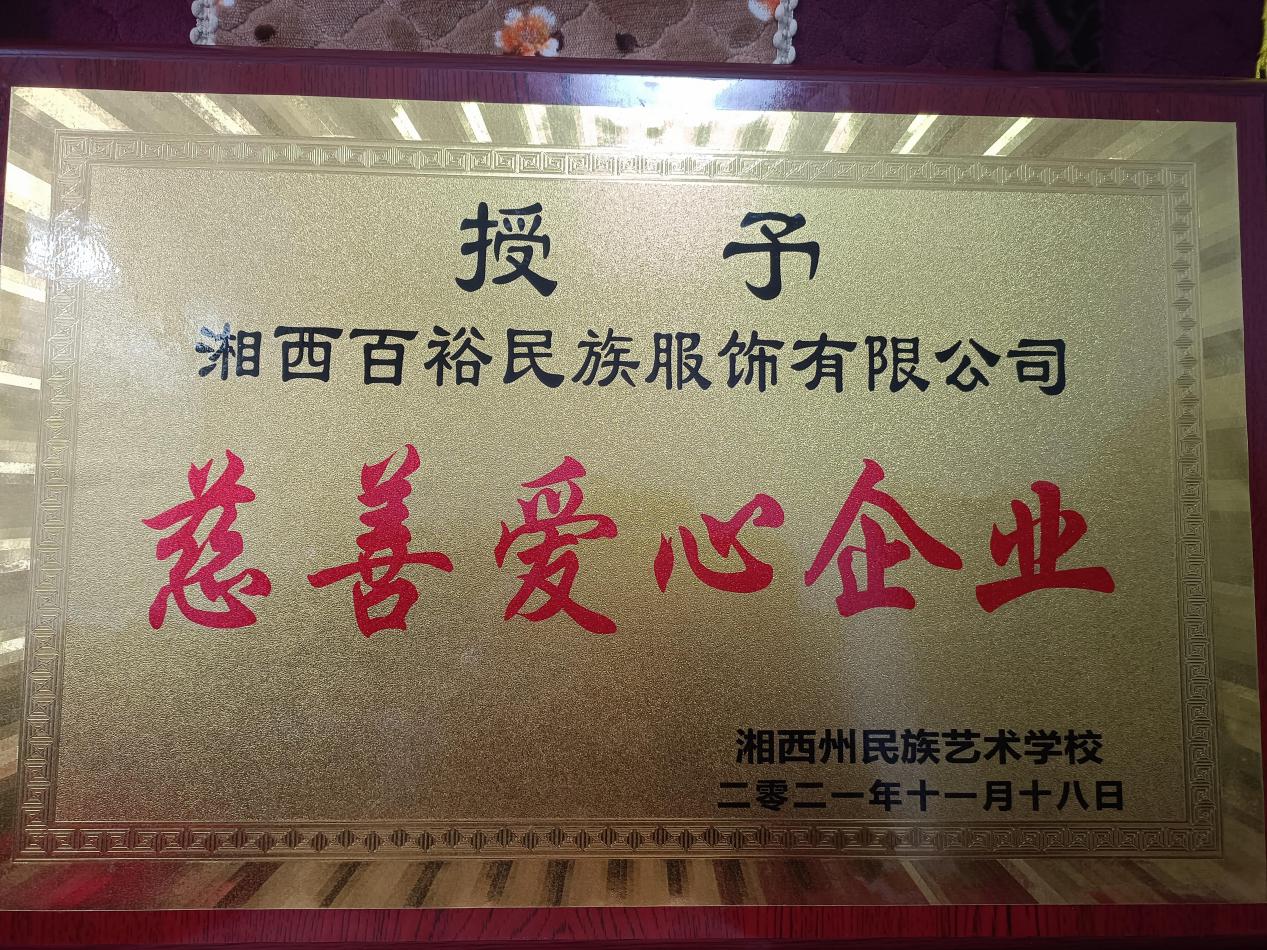 授予
湘西百裕民族服饰有限公司
慈善爱心企业
湘西州民族艺术学校
二零二一年十一月十八日